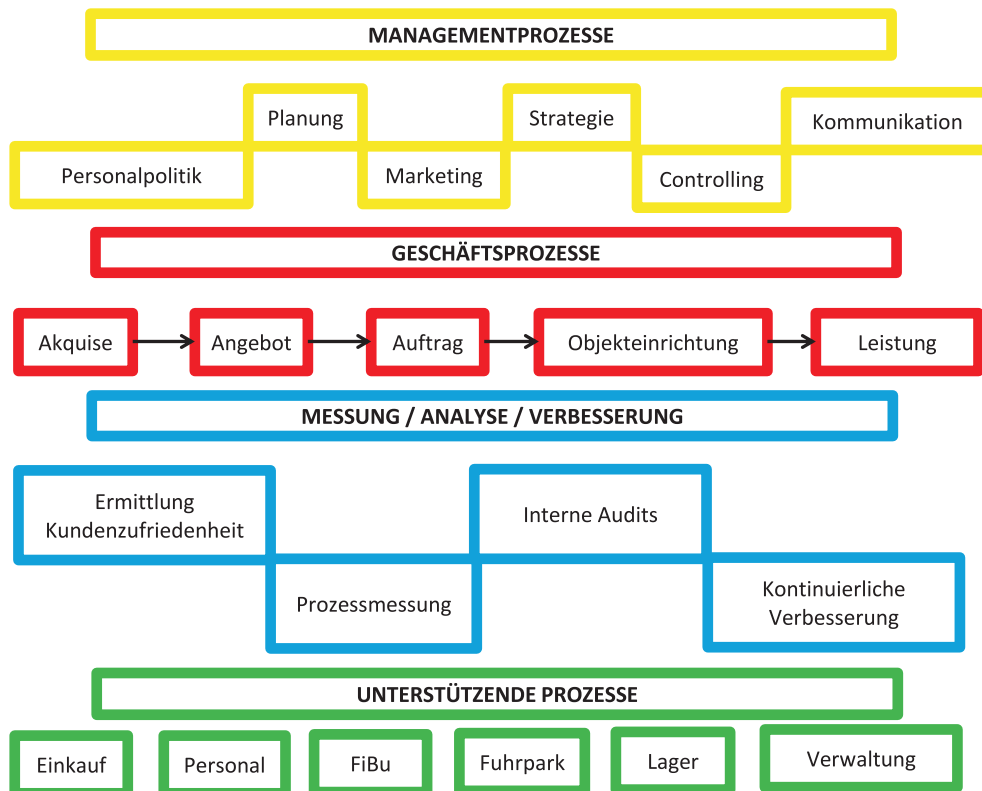 MANAGEMENTPROZESSE
Planung
Strategie
Kommunikation
Personalpolitik
Marketing
Controlling
GESCHÄFTSPROZESSE
Akquise
Angebot
Auftrag
Objekteinrichtung
Leistung
MESSUNG / ANALYSE / VERBESSERUNG
Ermittlung
Kundenzufriedenheit
Interne Audits
Prozessmessung
Kontinuierliche
Verbesserung
UNTERSTÜTZENDE PROZESSE
Einkauf
Personal
FiBu
Fuhrpark
Lager
Verwaltung